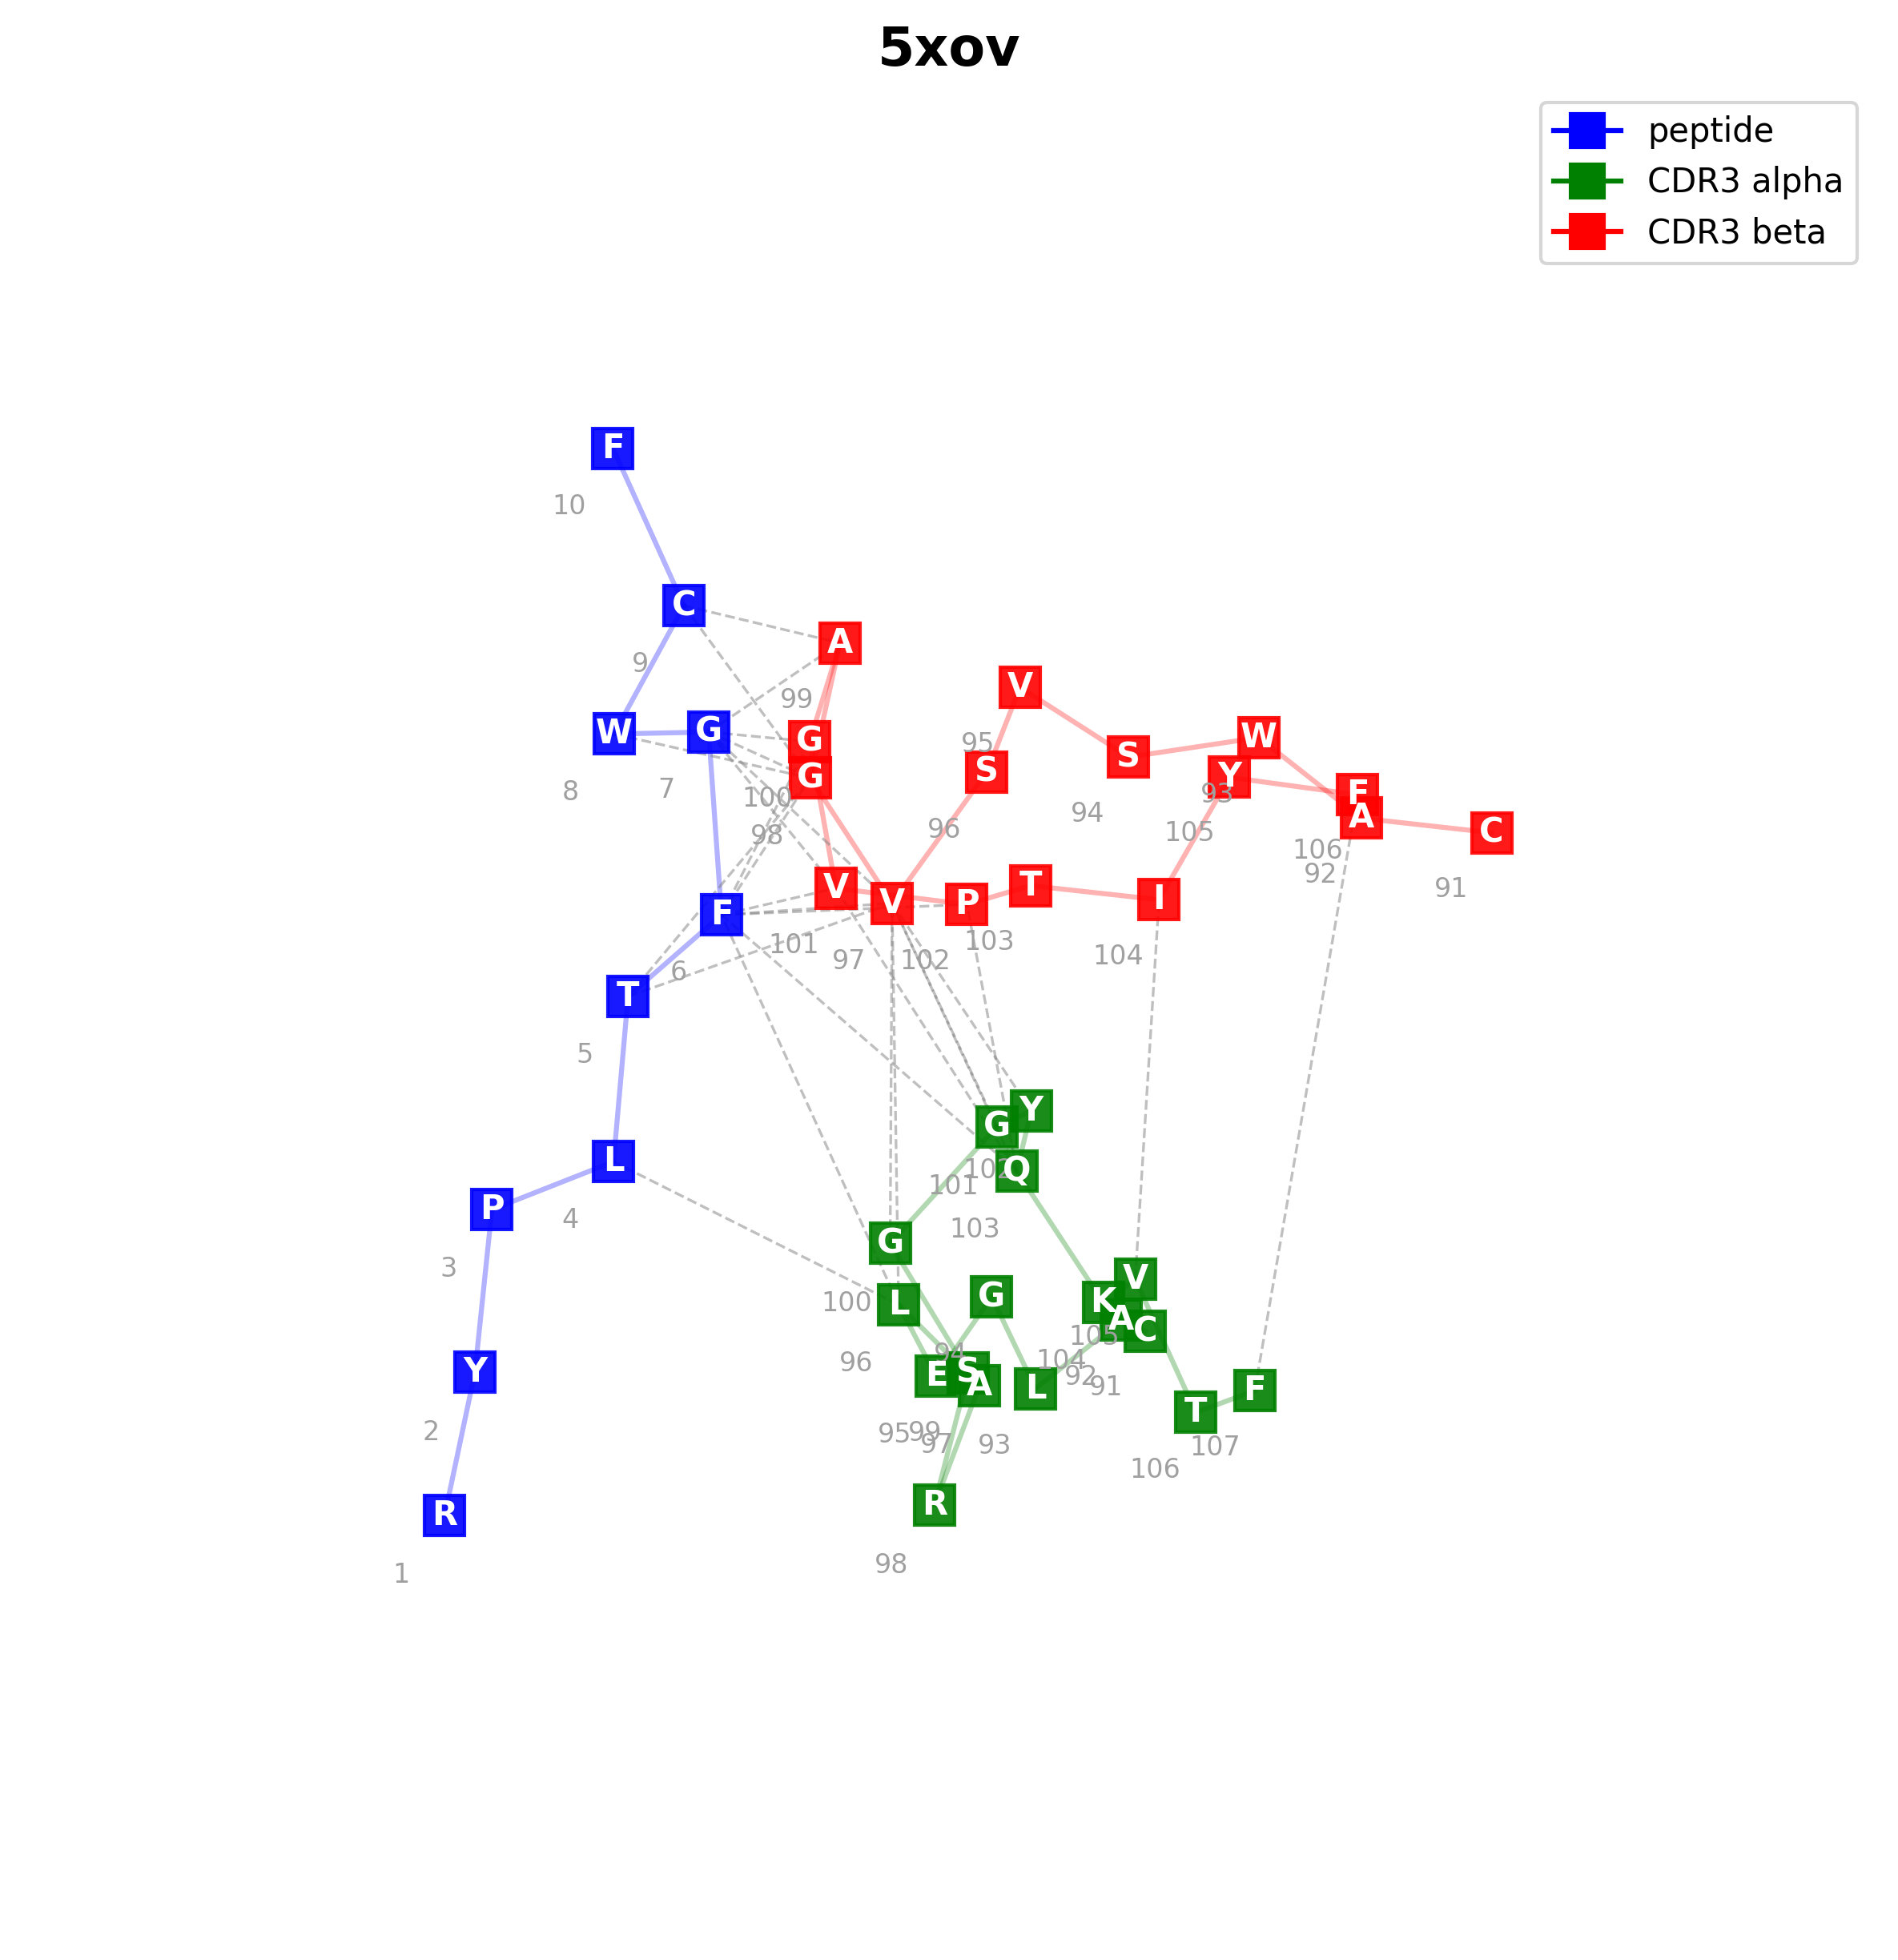 5xov
peptide
CDR3 alpha
CDR3 beta
F
10
C
9
A
99
V
95
W
8
G
7
G
100
G
98
S
96
S
94
W
93
Y
105
F
106
A
92
C
91
F
6
V
101
V
97
P
102
T
103
I
104
T
5
L
4
P
3
Y
2
R
1
G
101
Y
102
Q
103
G
100
L
96
G
94
K
104
V
105
A
92
C
91
E
95
S
99
A
97
L
93
T
106
F
107
R
98